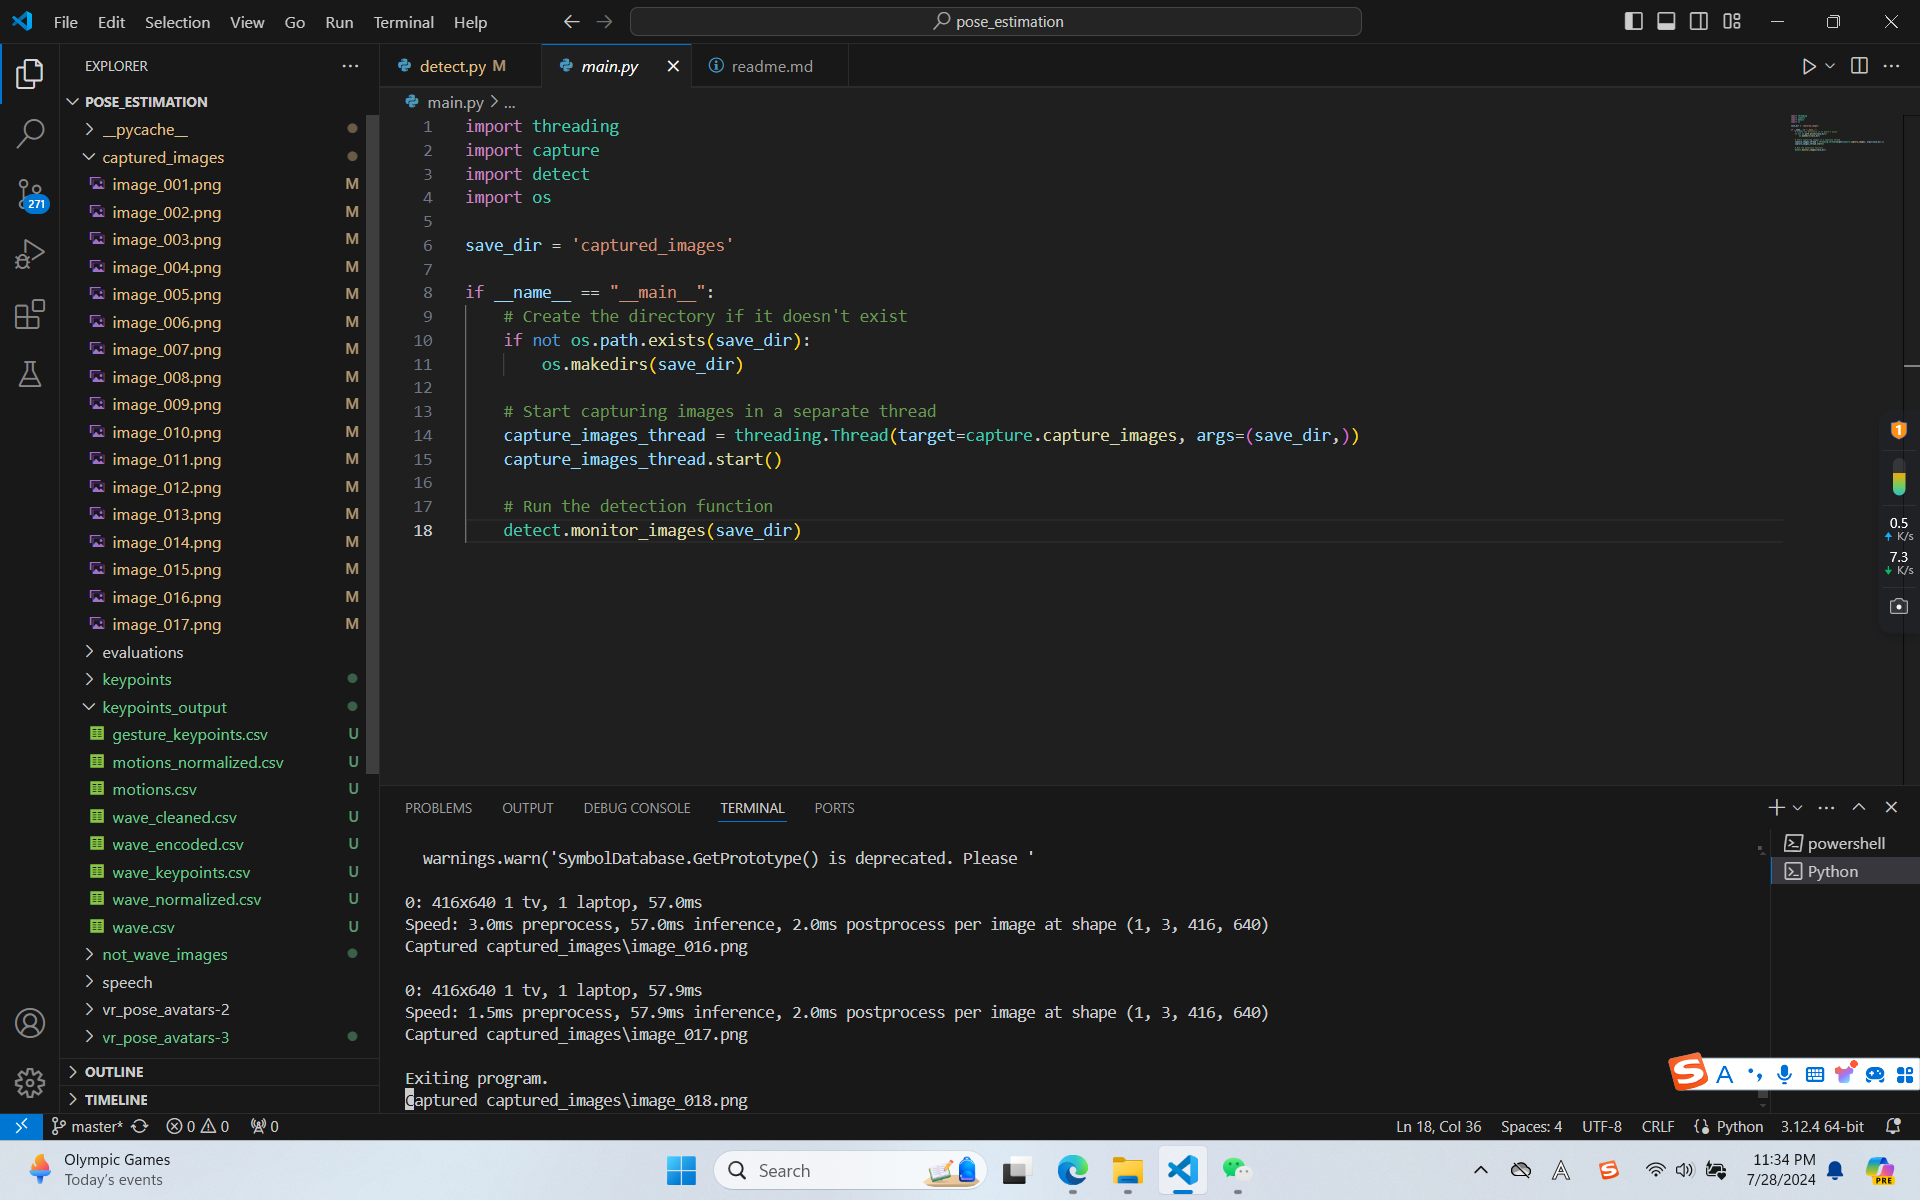 File Edit Selection View Go Run Terminal Help
pose_estimation
EXPLORER
POSE_ESTIMATION
__pycache__
captured_images
image_001.png M
image_002.png M
image_003.png M
image_004.png M
image_005.png M
image_006.png M
image_007.png M
image_008.png M
image_009.png M
image_010.png M
image_011.png M
image_012.png M
image_013.png M
image_014.png M
image_015.png M
image_016.png M
image_017.png M
evaluations
keypoints
keypoints_output
gesture_keypoints.csv U
motions_normalized.csv U
motions.csv U
wave_cleaned.csv U
wave_encoded.csv U
wave_keypoints.csv U
wave_normalized.csv U
wave.csv U
not_wave_images
speech
vr_pose_avatars-2
vr_pose_avatars-3
OUTLINE
TIMELINE
271
detect.py M
main.py
readme.md
main.py > ...
1 import threading
2 import capture
3 import detect
4 import os
5
6 save_dir = 'captured_images'
7
8 if __name__ == "__main__":
9 # Create the directory if it doesn't exist
10 if not os.path.exists(save_dir):
11 os.makedirs(save_dir)
12
13 # Start capturing images in a separate thread
14 capture_images_thread = threading.Thread(target=capture.capture_images, args=(save_dir,))
15 capture_images_thread.start()
16
17 # Run the detection function
18 detect.monitor_images(save_dir)
1
0.5
K/s
7.3
K/s
PROBLEMS OUTPUT DEBUG CONSOLE TERMINAL PORTS
warnings.warn('SymbolDatabase.GetPrototype() is deprecated. Please '
0: 416x640 1 tv, 1 laptop, 57.0ms
Speed: 3.0ms preprocess, 57.0ms inference, 2.0ms postprocess per image at shape (1, 3, 416, 640)
Captured captured_images\image_016.png
0: 416x640 1 tv, 1 laptop, 57.9ms
Speed: 1.5ms preprocess, 57.9ms inference, 2.0ms postprocess per image at shape (1, 3, 416, 640)
Captured captured_images\image_017.png
Exiting program.
Captured captured_images\image_018.png
powershell
Python
S A
master* 0 0 0
Ln 18, Col 36 Spaces: 4 UTF-8 CRLF Python 3.12.4 64-bit
Olympic Games
Today's events
Search
A
S
11:34 PM
7/28/2024
PRE